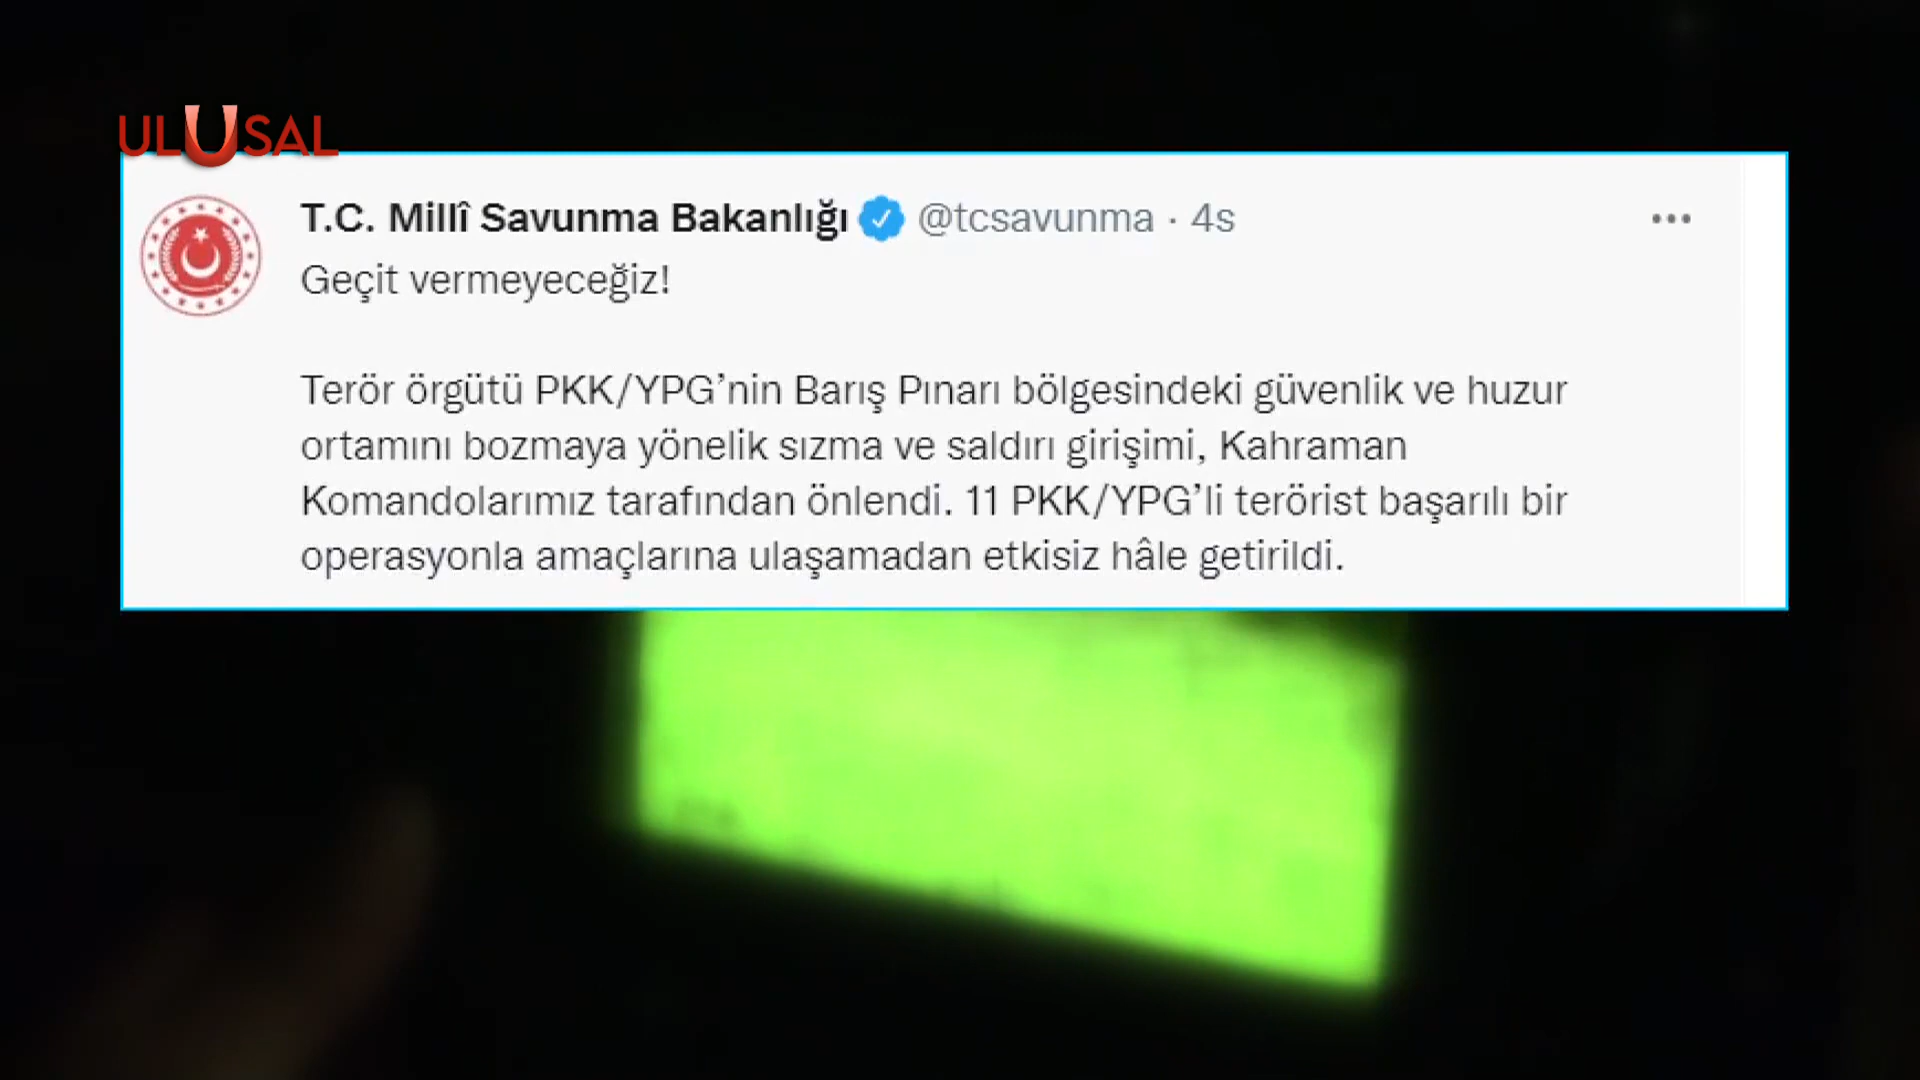 ULUSAL
T.C. Millî Savunma Bakanlığı @tcsavunma · 4s
Geçit vermeyeceğiz!
Terör örgütü PKK/YPG’nin Barış Pınarı bölgesindeki güvenlik ve huzur
ortamını bozmaya yönelik sızma ve saldırı girişimi, Kahraman
Komandolarımız tarafından önlendi. 11 PKK/YPG’li terörist başarılı bir
operasyonla amaçlarına ulaşamadan etkisiz hâle getirildi.